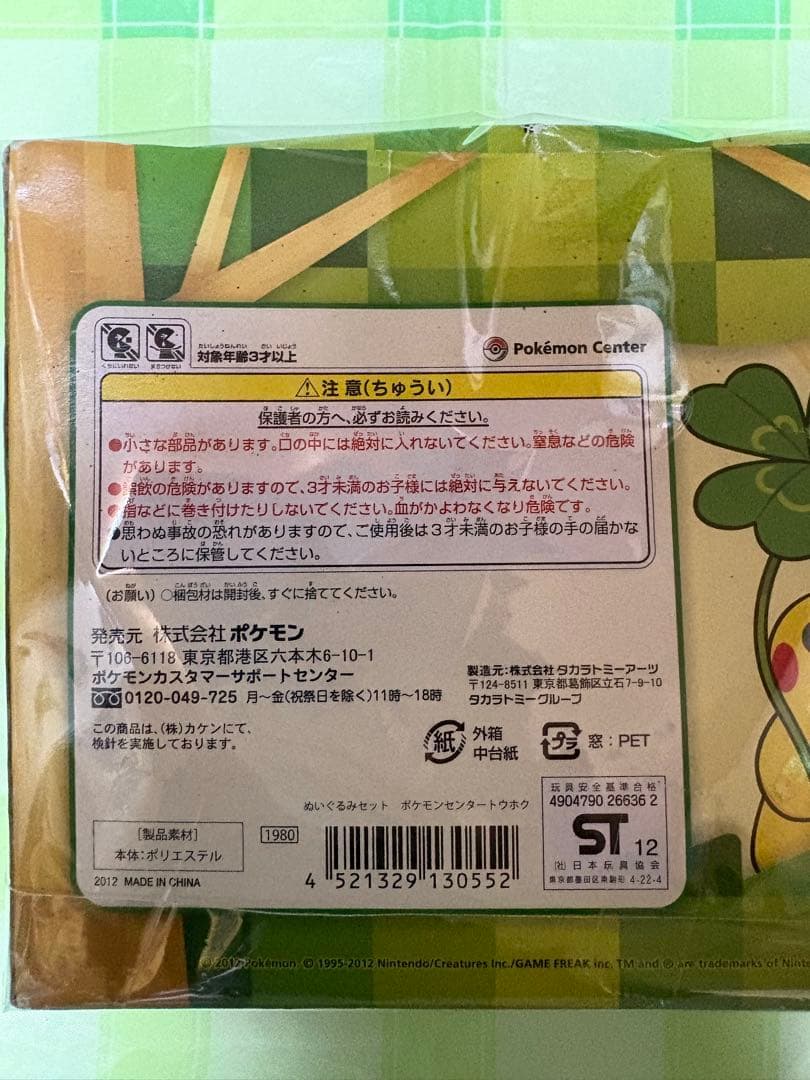 くちにいれない まきつけない
対象年齢3才以上
Pokémon Center
⚠注意(ちゅうい)
保護者の方へ、必ずお読みください。
●小さな部品があります。口の中には絶対に入れないでください。窒息などの危険
があります。
●誤飲の危険がありますので、3才未満のお子様には絶対に与えないでください。
●指などに巻き付けたりしないでください。血がかよわなくなり危険です。
●思わぬ事故の恐れがありますので、ご使用後は3才未満のお子様の手の届かな
いところに保管してください。
(お願い) ○梱包材は開封後、すぐに捨ててください。
発売元 株式会社ポケモン
〒106-6118 東京都港区六本木6-10-1
ポケモンカスタマーサポートセンター
0120-049-725 月～金(祝祭日を除く)11時～18時
この商品は、(株)カケンにて、
検針を実施しております。
製造元:株式会社タカラトミーアーツ
〒124-8511 東京都葛飾区立石7-9-10
タカラトミーグループ
紙 外箱
中台紙
プラ 窓:PET
ぬいぐるみセット ポケモンセンタートウホク
[製品素材]
本体:ポリエステル
2012 MADE IN CHINA
1980
4 521329 130552
玩具安全基準合格
4904790 26636 2
ST 12
(社)日本玩具協会
東京都墨田区東駒形 4-22-4
©2012 Pokémon. ©1995-2012 Nintendo/Creatures Inc./GAME FREAK inc. TM and ® are trademarks of